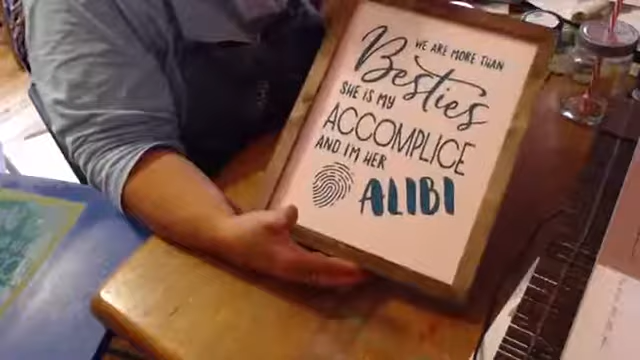 WE ARE MORE THAN
Besties
SHE IS MY
ACCOMPLICE
AND I'M HER
ALIBI